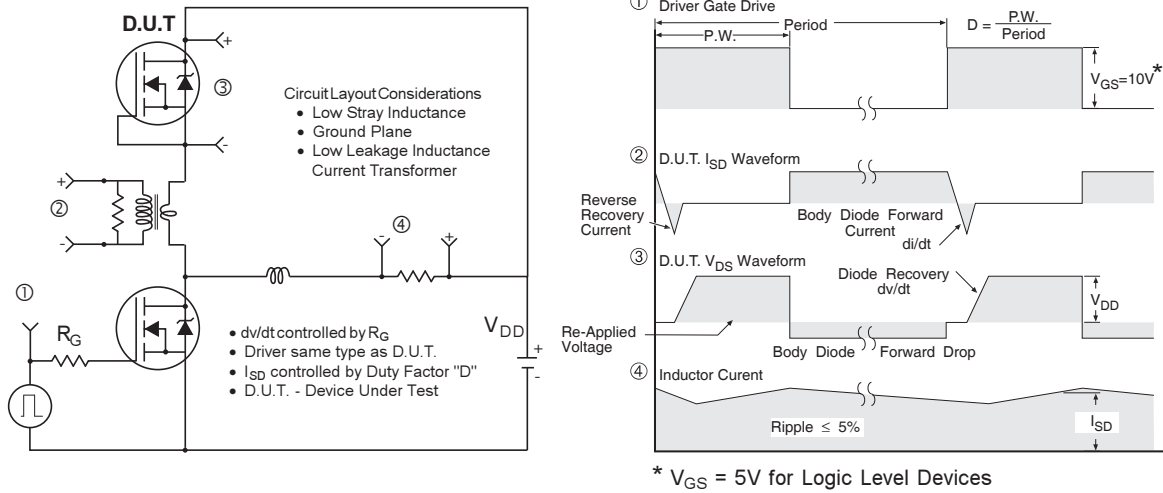 D.U.T
+
③
-
Circuit Layout Considerations
• Low Stray Inductance
• Ground Plane
• Low Leakage Inductance
Current Transformer
+
②
-
④
-
+
①
R_G
V_DD
+
-
• dv/dt controlled by R_G
• Driver same type as D.U.T.
• I_SD controlled by Duty Factor "D"
• D.U.T. - Device Under Test
① Driver Gate Drive
P.W.
Period
D = P.W. / Period
V_GS=10V*
② D.U.T. I_SD Waveform
Reverse
Recovery
Current
Body Diode Forward
Current
di/dt
③ D.U.T. V_DS Waveform
Diode Recovery
dv/dt
V_DD
Re-Applied
Voltage
Body Diode Forward Drop
④ Inductor Curent
Ripple ≤ 5%
I_SD
* V_GS = 5V for Logic Level Devices